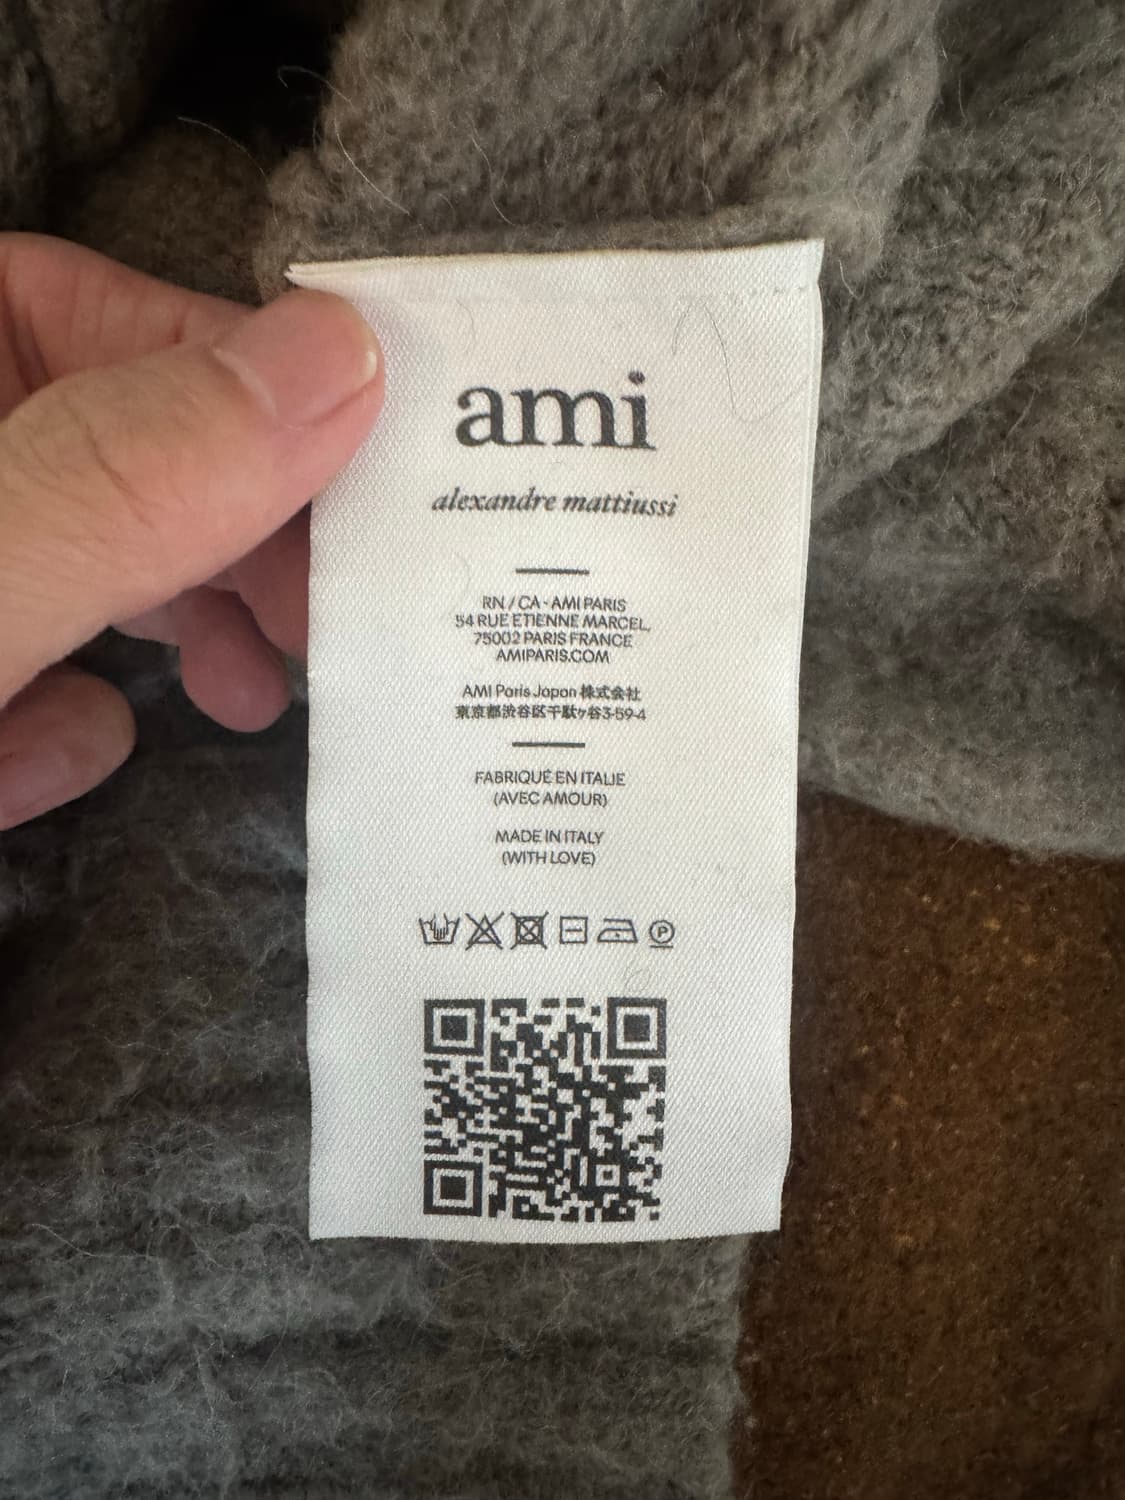 ami
alexandre mattiussi
RN / CA - AMI PARIS
54 RUE ETIENNE MARCEL,
75002 PARIS FRANCE
AMIPARIS.COM
AMI Paris Japan 株式会社
東京都渋谷区千駄ヶ谷3-59-4
FABRIQUÉ EN ITALIE
(AVEC AMOUR)
MADE IN ITALY
(WITH LOVE)
P